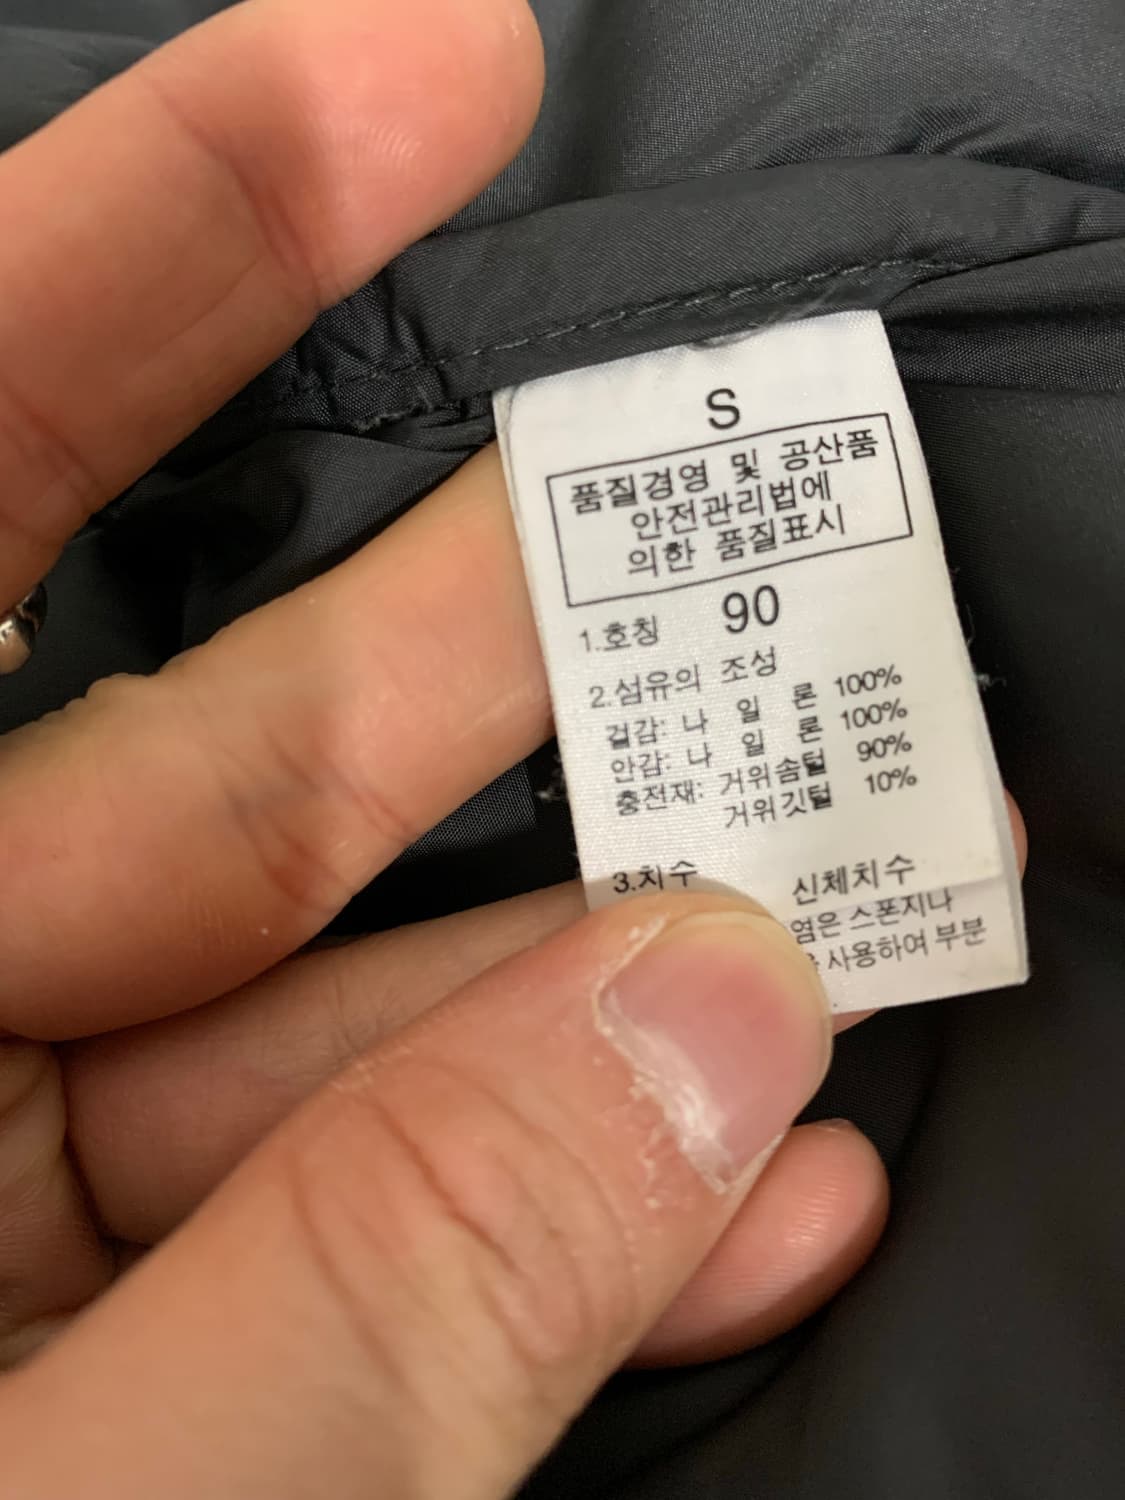 S
품질경영 및 공산품
안전관리법에
의한 품질표시
1.호칭 90
2.섬유의 조성
겉감: 나 일 론 100%
안감: 나 일 론 100%
충전재: 거위솜털 90%
거위깃털 10%
3.치수 신체치수
염은 스폰지나
사용하여 부분